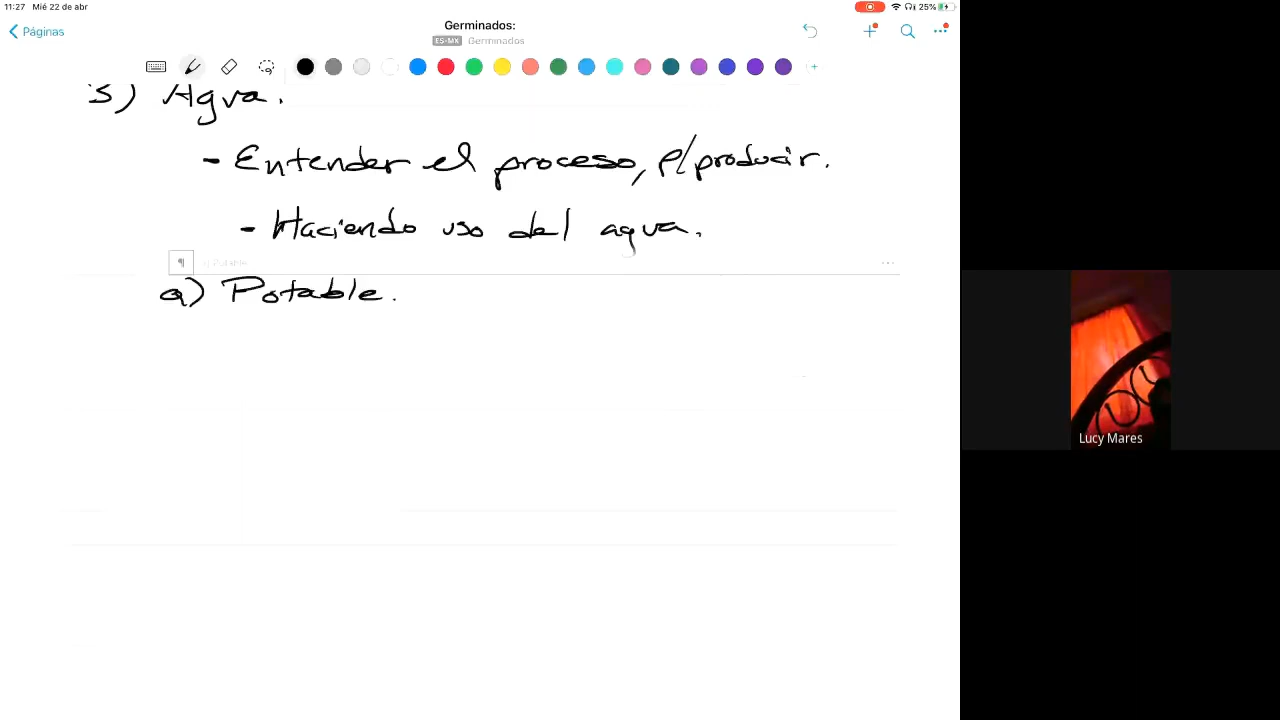 11:27 Mié 22 de abr
25%
Páginas
Germinados:
ES-MX Germinados
Agua.
- Entender el proceso, p/producir.
- Haciendo uso del agua.
¶
a) Potable.
Lucy Mares